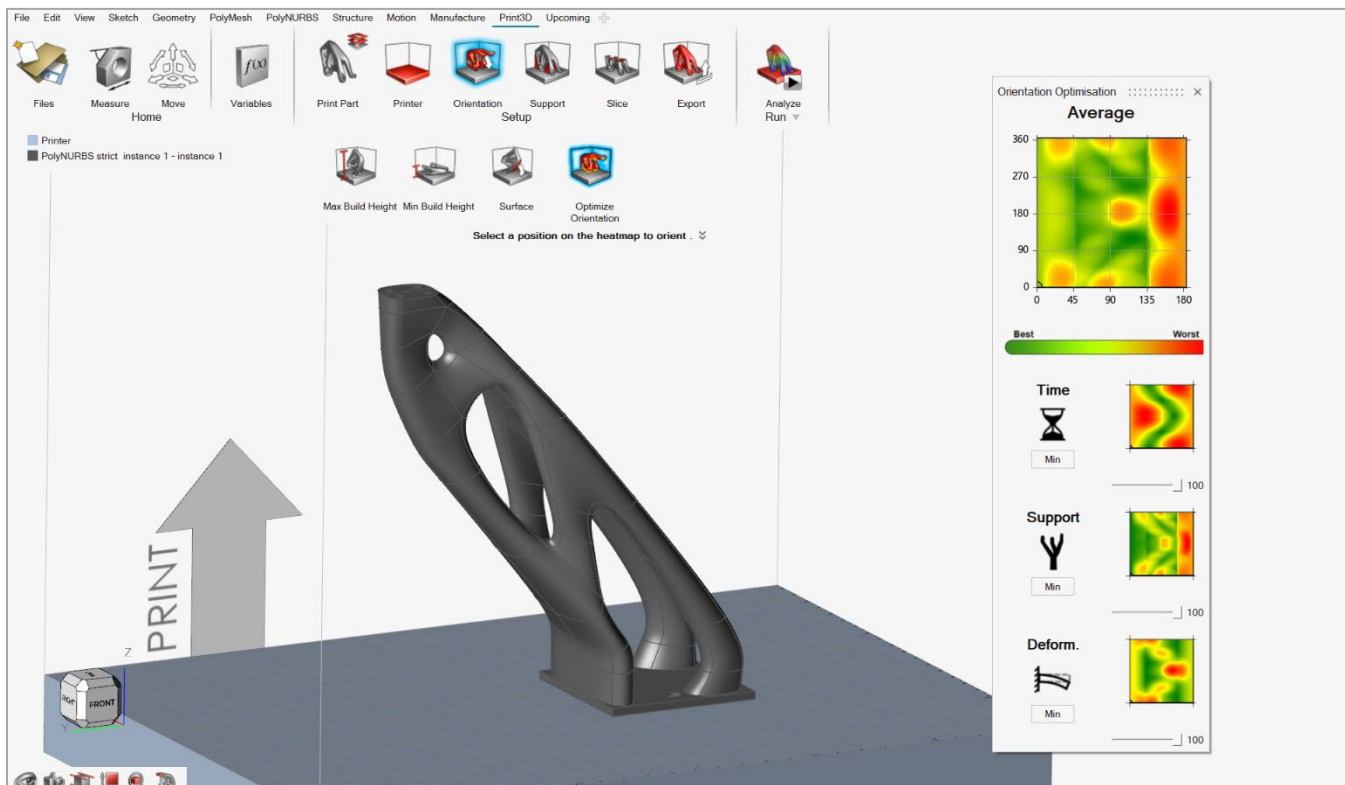 File Edit View Sketch Geometry PolyMesh PolyNURBS Structure Motion Manufacture Print3D Upcoming
f(x)
Files Measure Move Variables Print Part Printer Orientation Support Slice Export Analyze
Home Setup Run
Printer
PolyNURBS strict instance 1 - instance 1
Max Build Height Min Build Height Surface Optimize
Orientation
Select a position on the heatmap to orient .
PRINT
Z
Y
FRONT
Orientation Optimisation
Average
360
270
180
90
0
0 45 90 135 180
Best Worst
Time
Min
100
Support
Min
100
Deform.
Min
100